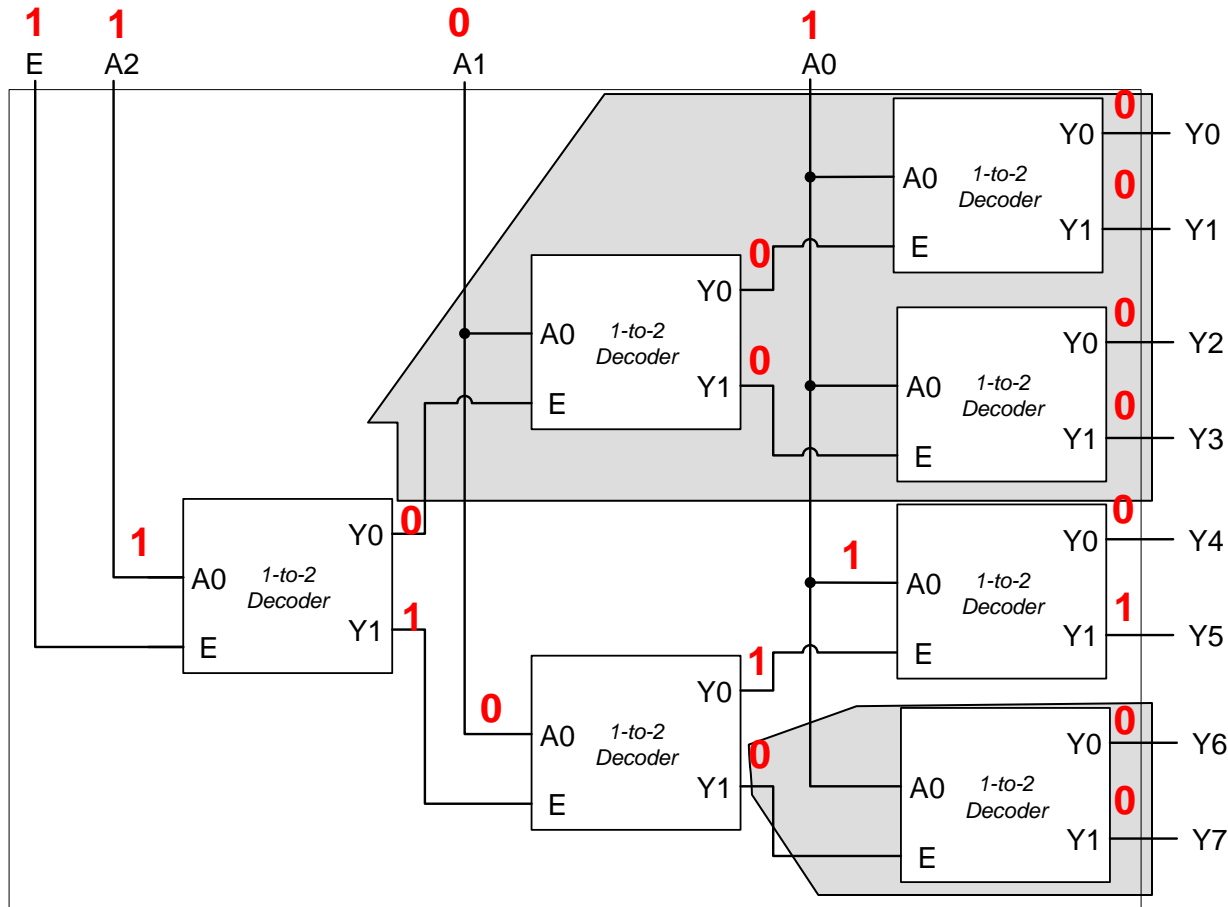 1 1 0 1
E A2 A1 A0
0
Y0 Y0
A0 1-to-2 Decoder
0
Y1 Y1
E
0
Y0
A0 1-to-2 Decoder
0
Y1
E
0
Y0 Y2
A0 1-to-2 Decoder
0
Y1 Y3
E
1
Y0 0
A0 1-to-2 Decoder
Y1 1
E
0
Y0 Y4
1
A0 1-to-2 Decoder
1
Y1 Y5
E
0
1
Y0
A0 1-to-2 Decoder
0
Y1
E
0
Y0 Y6
A0 1-to-2 Decoder
0
Y1 Y7
E